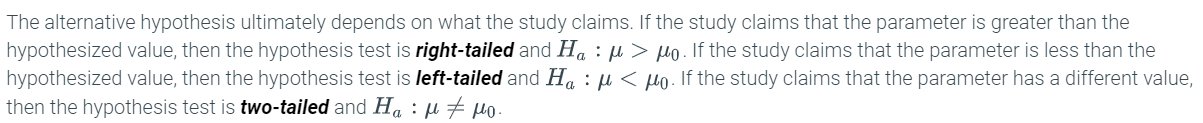 The alternative hypothesis ultimately depends on what the study claims. If the study claims that the parameter is greater than the
hypothesized value, then the hypothesis test is right-tailed and Hₐ : μ > μ₀. If the study claims that the parameter is less than the
hypothesized value, then the hypothesis test is left-tailed and Hₐ : μ < μ₀. If the study claims that the parameter has a different value,
then the hypothesis test is two-tailed and Hₐ : μ ≠ μ₀.